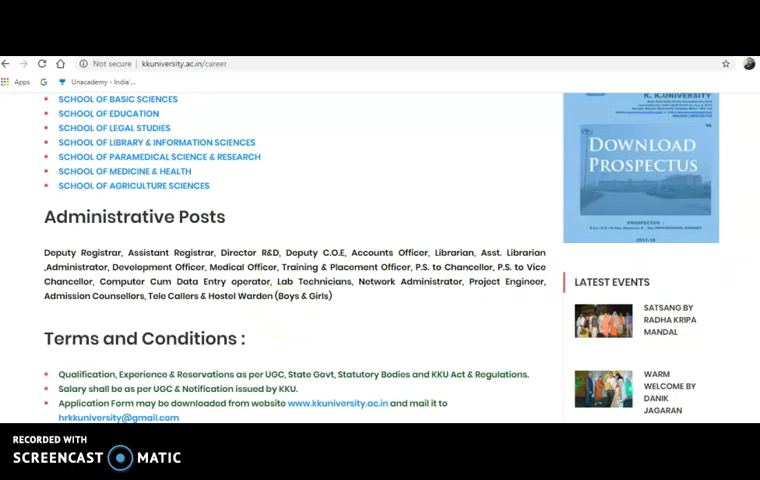 Not secure | kkuniversity.ac.in/career
Apps
Unacademy - India'...
SCHOOL OF BASIC SCIENCES
SCHOOL OF EDUCATION
SCHOOL OF LEGAL STUDIES
SCHOOL OF LIBRARY & INFORMATION SCIENCES
SCHOOL OF PARAMEDICAL SCIENCE & RESEARCH
SCHOOL OF MEDICINE & HEALTH
SCHOOL OF AGRICULTURE SCIENCES
Administrative Posts
Deputy Registrar, Assistant Registrar, Director R&D, Deputy C.O.E, Accounts Officer, Librarian, Asst. Librarian
,Administrator, Development Officer, Medical Officer, Training & Placement Officer, P.S. to Chancellor, P.S. to Vice
Chancellor, Computer Cum Data Entry operator, Lab Technicians, Network Administrator, Project Engineer,
Admission Counsellors, Tele Callers & Hostel Warden (Boys & Girls)
Terms and Conditions :
Qualification, Experience & Reservations as per UGC, State Govt, Statutory Bodies and KKU Act & Regulations.
Salary shall be as per UGC & Notification issued by KKU.
Application Form may be downloaded from website www.kkuniversity.ac.in and mail it to
hrkkuniversity@gmail.com
K. K.UNIVERSITY
DOWNLOAD
PROSPECTUS
PROSPECTUS
LATEST EVENTS
SATSANG BY
RADHA KRIPA
MANDAL
WARM
WELCOME BY
DANIK
JAGARAN
RECORDED WITH
SCREENCAST MATIC